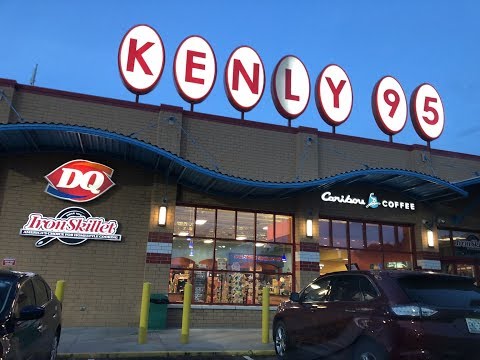 KENLY 95
DQ
Iron Skillet
Caribou COFFEE